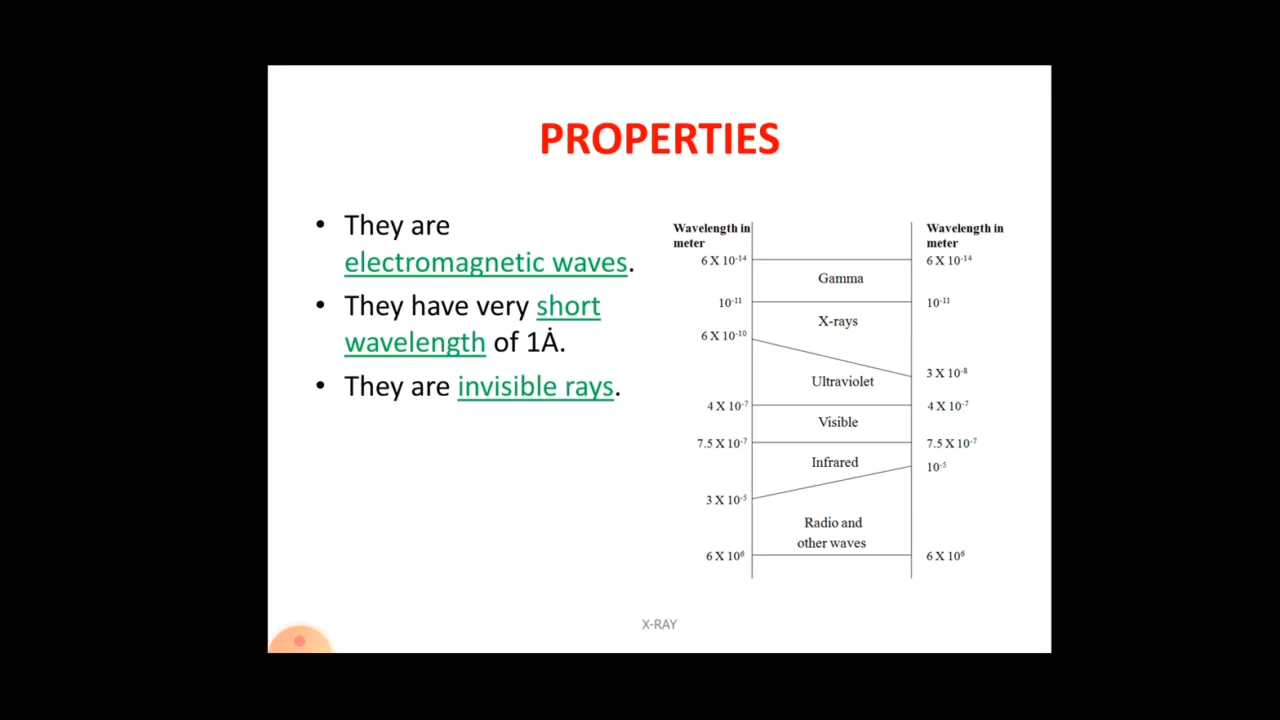 PROPERTIES
• They are
electromagnetic waves.
• They have very short
wavelength of 1Ȧ.
• They are invisible rays.
Wavelength in
meter
Wavelength in
meter
6 X 10⁻¹⁴
6 X 10⁻¹⁴
Gamma
10⁻¹¹
10⁻¹¹
X-rays
6 X 10⁻¹⁰
3 X 10⁻⁸
Ultraviolet
4 X 10⁻⁷
4 X 10⁻⁷
Visible
7.5 X 10⁻⁷
7.5 X 10⁻⁷
Infrared
10⁻⁵
3 X 10⁻⁵
Radio and
other waves
6 X 10⁶
6 X 10⁶
X-RAY